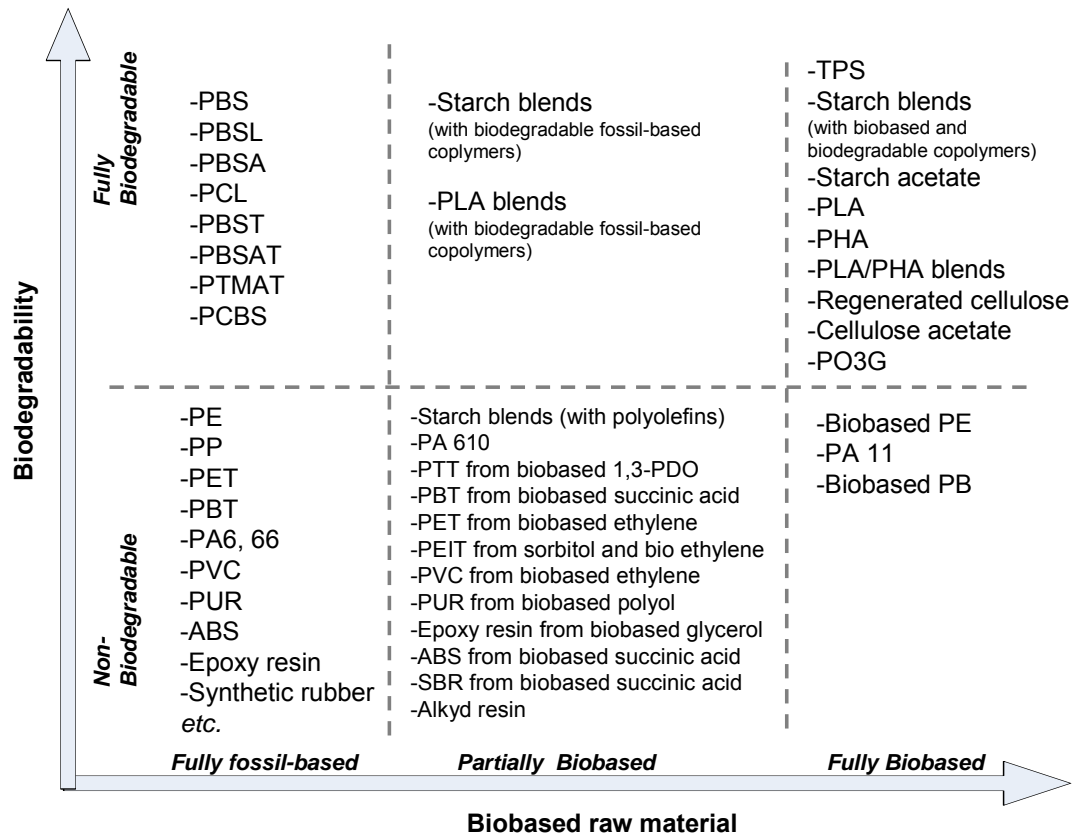 Biodegradability
Fully
Biodegradable
-PBS
-PBSL
-PBSA
-PCL
-PBST
-PBSAT
-PTMAT
-PCBS
-Starch blends
(with biodegradable fossil-based
coplymers)
-PLA blends
(with biodegradable fossil-based
copolymers)
-TPS
-Starch blends
(with biobased and
biodegradable copolymers)
-Starch acetate
-PLA
-PHA
-PLA/PHA blends
-Regenerated cellulose
-Cellulose acetate
-PO3G
Non-
Biodegradable
-PE
-PP
-PET
-PBT
-PA6, 66
-PVC
-PUR
-ABS
-Epoxy resin
-Synthetic rubber
etc.
-Starch blends (with polyolefins)
-PA 610
-PTT from biobased 1,3-PDO
-PBT from biobased succinic acid
-PET from biobased ethylene
-PEIT from sorbitol and bio ethylene
-PVC from biobased ethylene
-PUR from biobased polyol
-Epoxy resin from biobased glycerol
-ABS from biobased succinic acid
-SBR from biobased succinic acid
-Alkyd resin
-Biobased PE
-PA 11
-Biobased PB
Fully fossil-based
Partially Biobased
Fully Biobased
Biobased raw material